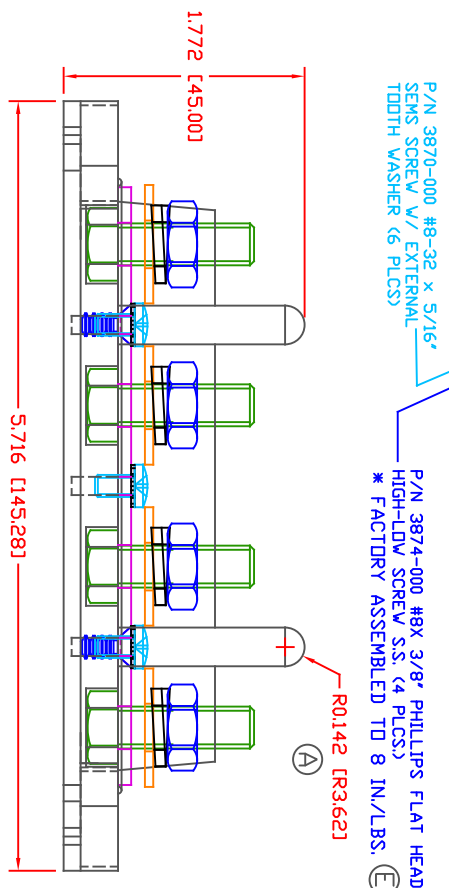 P/N 3870-000 #8-32 x 5/16"
SEMS SCREW W/ EXTERNAL
TOOTH WASHER (6 PLCS)
P/N 3874-000 #8X 3/8" PHILLIPS FLAT HEAD
HIGH-LOW SCREW S.S. (4 PLCS.)
* FACTORY ASSEMBLED TO 8 IN./LBS.
E
1.772 [45.00]
R0.142 [R3.62]
A
5.716 [145.28]